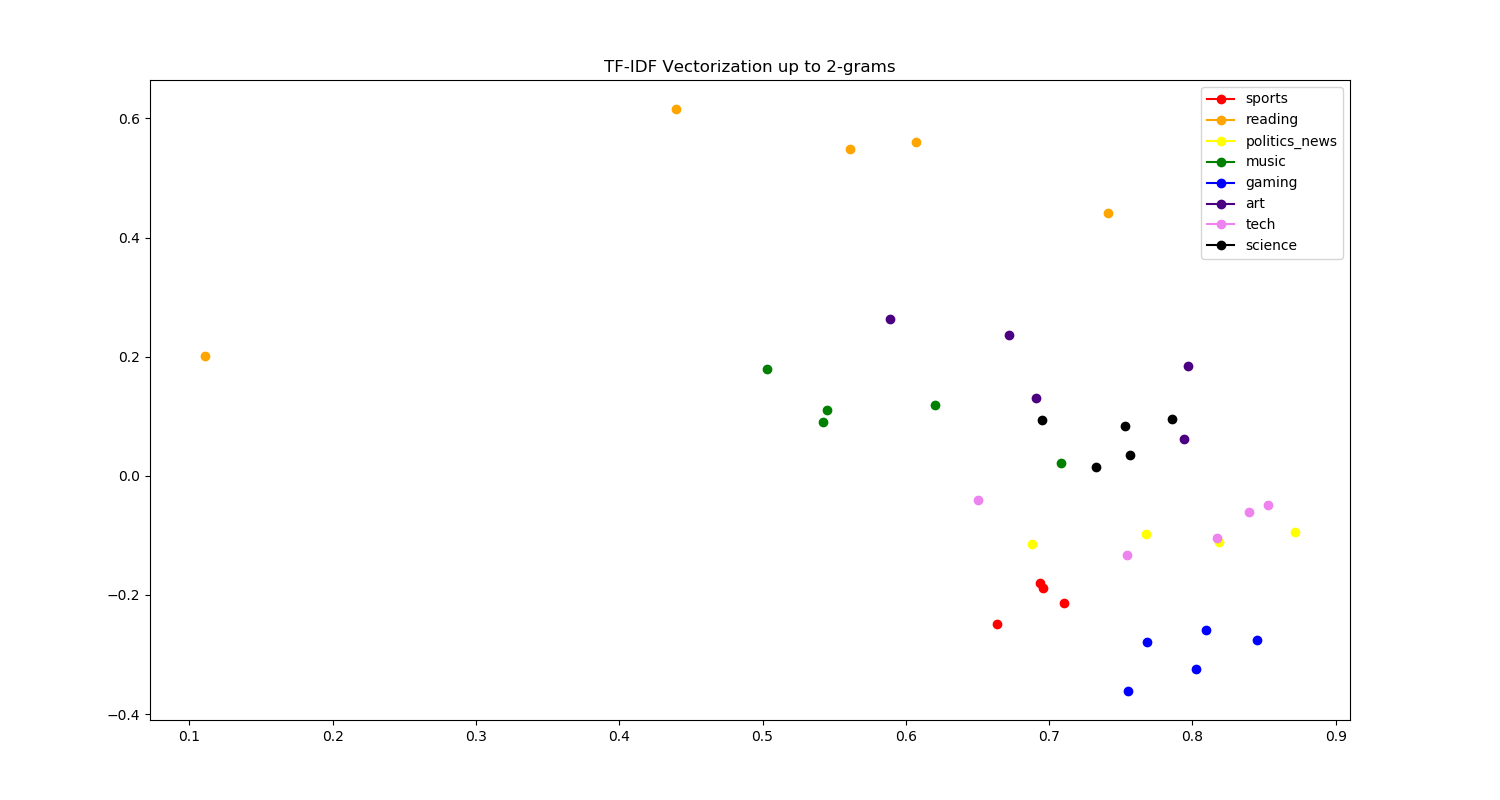 TF-IDF Vectorization up to 2-grams
sports
reading
politics_news
music
gaming
art
tech
science
0.6
0.4
0.2
0.0
−0.2
−0.4
0.1 0.2 0.3 0.4 0.5 0.6 0.7 0.8 0.9